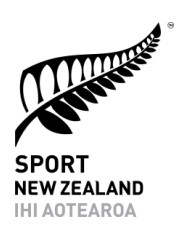 ®
SPORT
NEW ZEALAND
IHI AOTEAROA